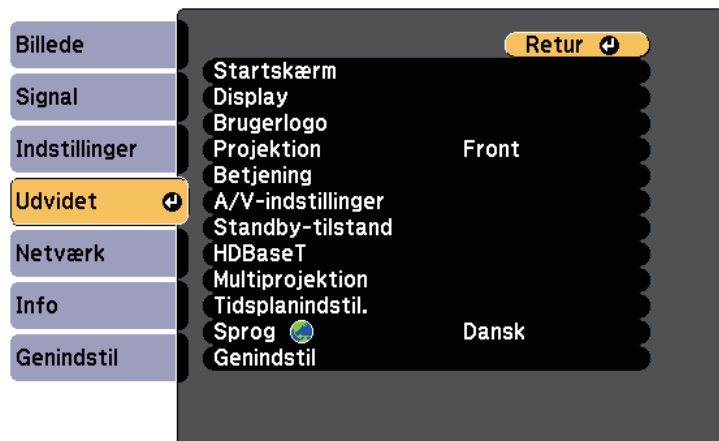 Billede
Signal
Indstillinger
Udvidet
Netværk
Info
Genindstil
Retur
Startskærm
Display
Brugerlogo
Projektion Front
Betjening
A/V-indstillinger
Standby-tilstand
HDBaseT
Multiprojektion
Tidsplanindstil.
Sprog Dansk
Genindstil